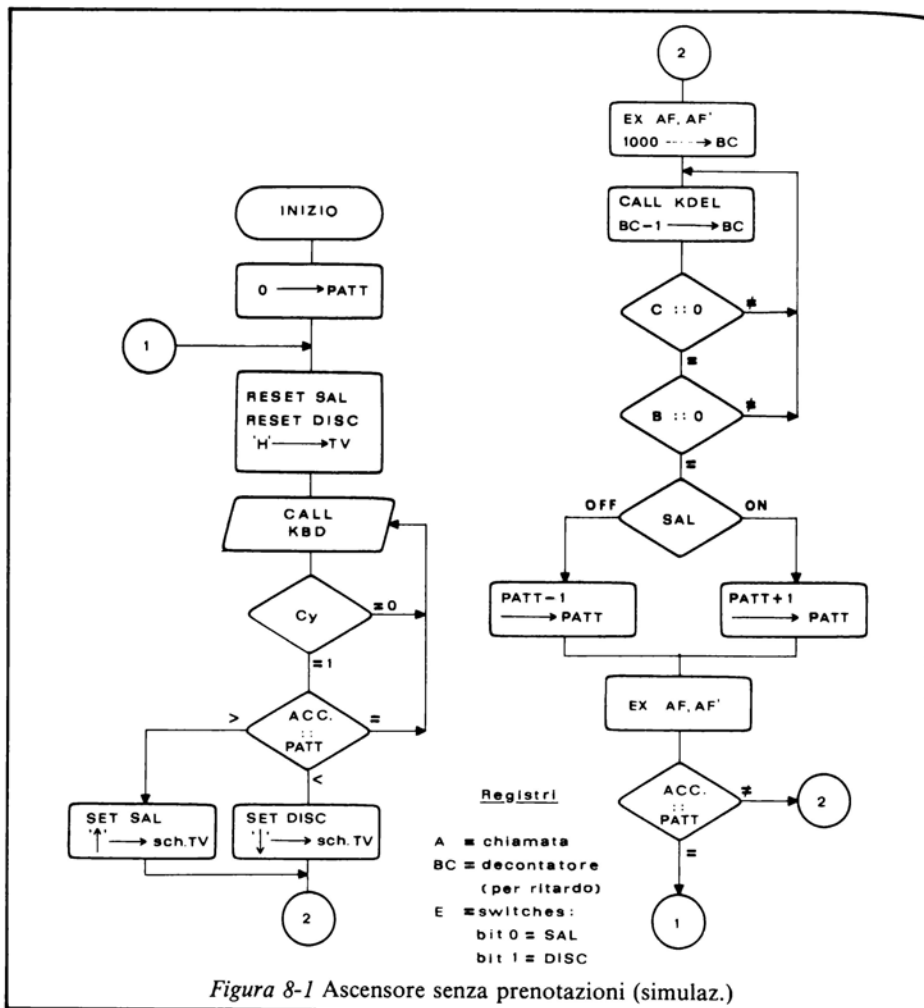 INIZIO
0 → PATT
1
RESET SAL
RESET DISC
'H' → TV
CALL
KBD
Cy
=0
=1
ACC.
::
PATT
>
=
<
SET SAL
'↑' → sch.TV
SET DISC
'↓' → sch.TV
2
2
EX AF, AF'
1000 → BC
CALL KDEL
BC-1 → BC
C :: 0
≠
=
B :: 0
≠
=
OFF
SAL
ON
PATT-1
→ PATT
PATT+1
→ PATT
EX AF, AF'
ACC.
::
PATT
≠
2
=
1
Registri
A = chiamata
BC = decontatore
(per ritardo)
E = switches:
bit 0 = SAL
bit 1 = DISC
Figura 8-1 Ascensore senza prenotazioni (simulaz.)